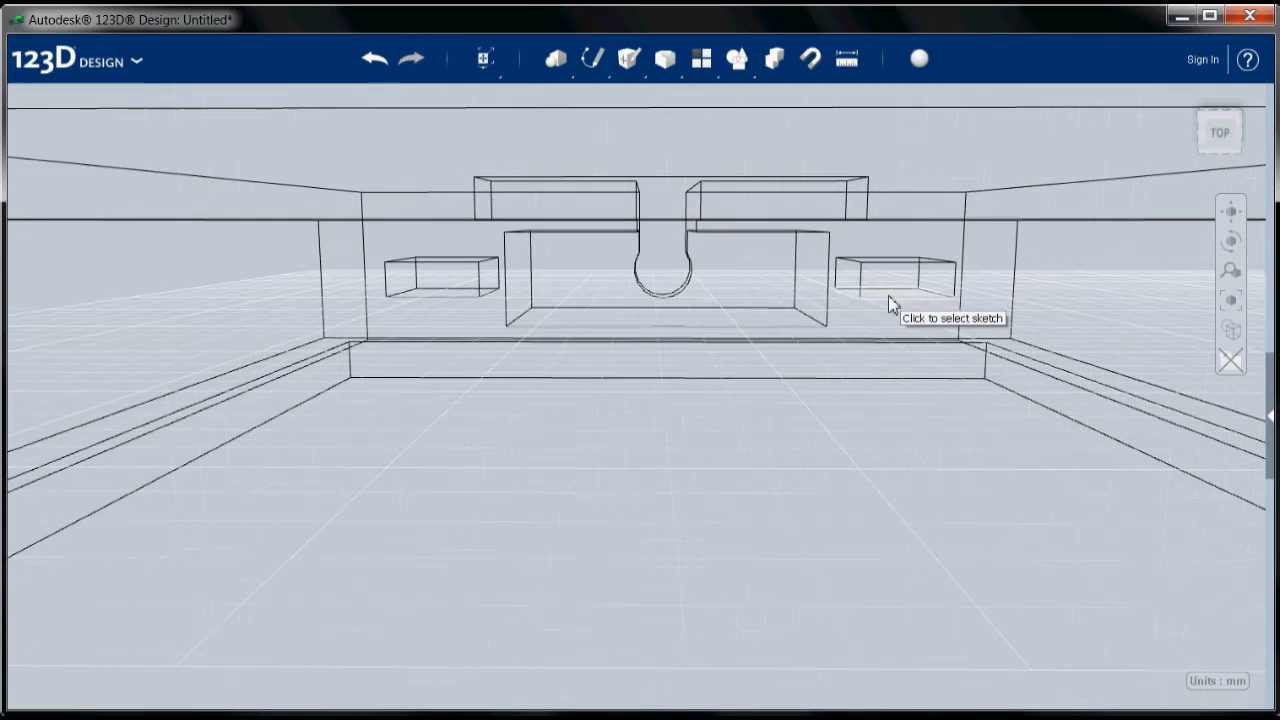 Autodesk® 123D® Design: Untitled*
123D DESIGN
Sign In
?
TOP
Click to select sketch
Units : mm